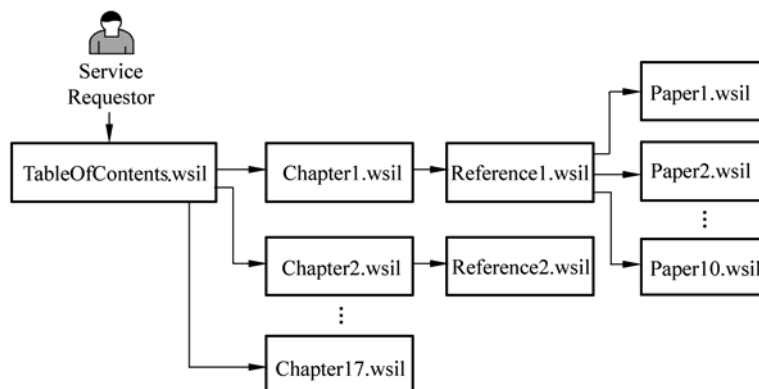 Service
Requestor
TableOfContents.wsil
Chapter1.wsil
Reference1.wsil
Paper1.wsil
Paper2.wsil
⋮
Paper10.wsil
Chapter2.wsil
Reference2.wsil
⋮
Chapter17.wsil